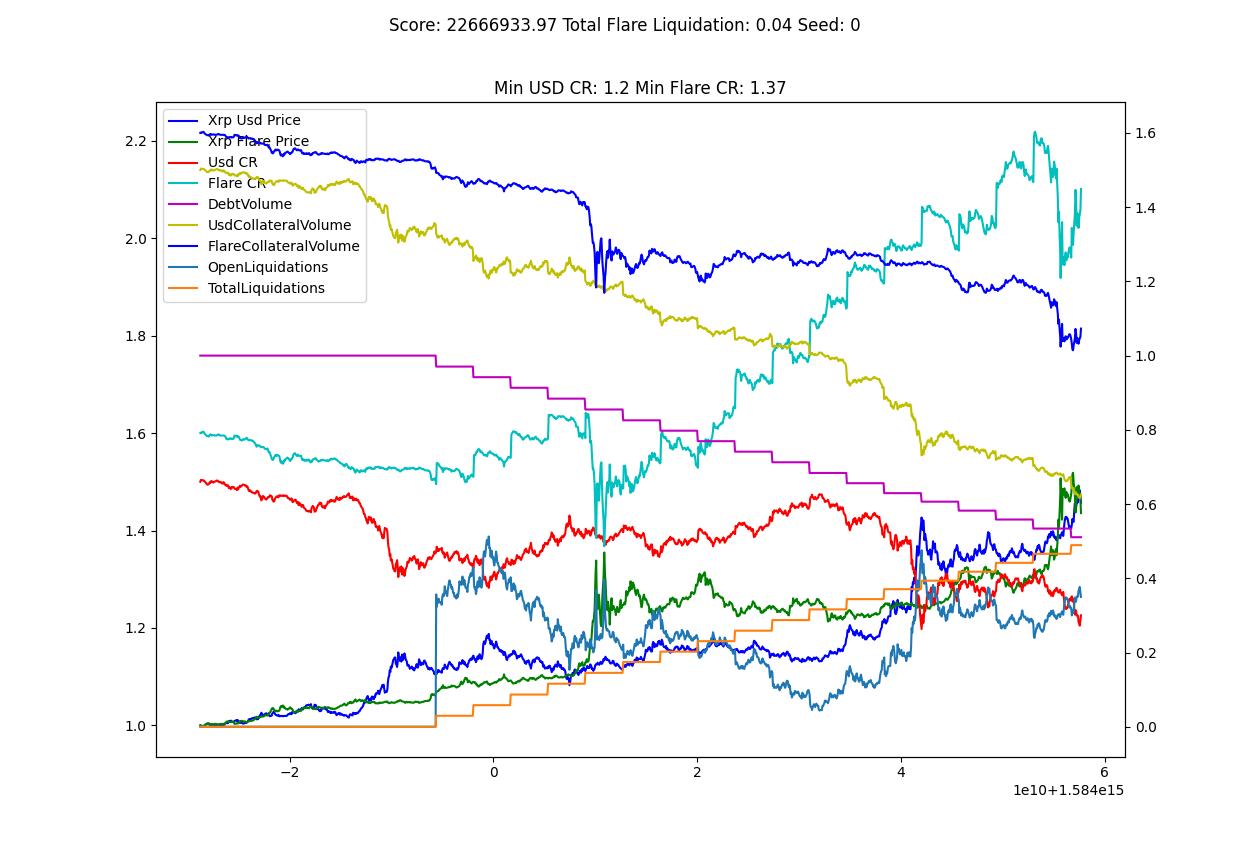 Score: 22666933.97 Total Flare Liquidation: 0.04 Seed: 0
Min USD CR: 1.2 Min Flare CR: 1.37
Xrp Usd Price
Xrp Flare Price
Usd CR
Flare CR
DebtVolume
UsdCollateralVolume
FlareCollateralVolume
OpenLiquidations
TotalLiquidations
2.2
2.0
1.8
1.6
1.4
1.2
1.0
1.6
1.4
1.2
1.0
0.8
0.6
0.4
0.2
0.0
−2
0
2
4
6
1e10+1.584e15